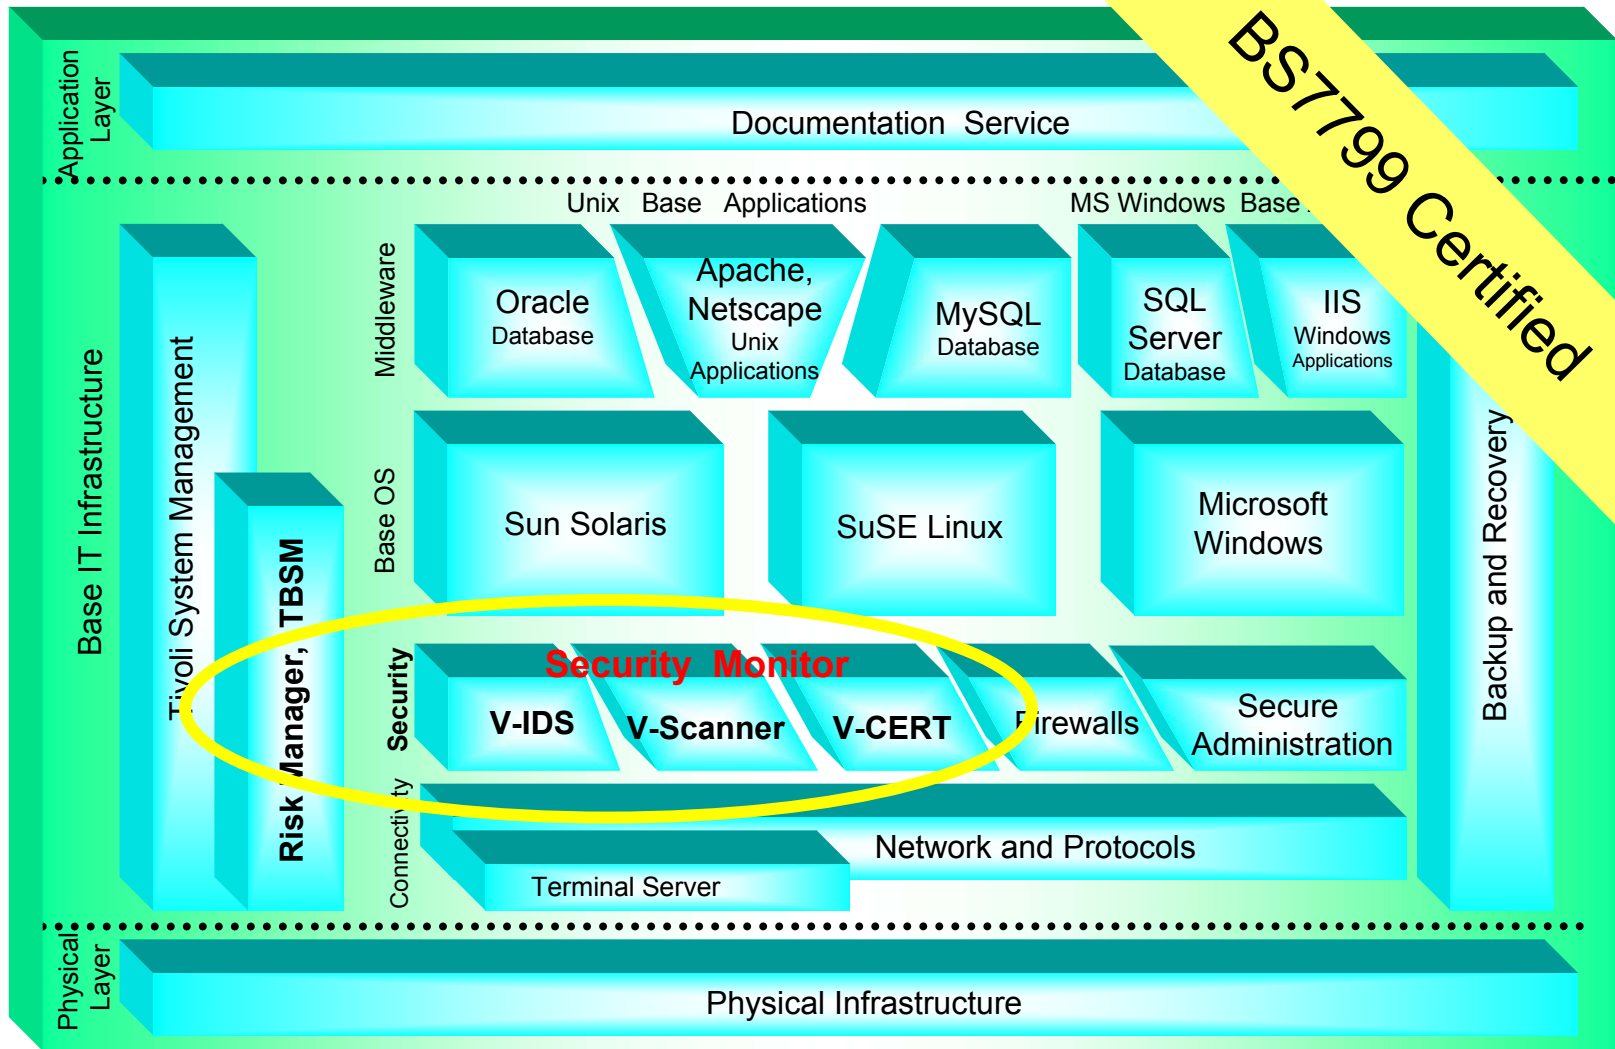 BS7799 Certified
Application
Layer
Documentation Service
Unix Base Applications
MS Windows Base
Base IT Infrastructure
Tivoli System Management
Risk Manager, TBSM
Middleware
Oracle
Database
Apache,
Netscape
Unix
Applications
MySQL
Database
SQL
Server
Database
IIS
Windows
Applications
Base OS
Sun Solaris
SuSE Linux
Microsoft
Windows
Backup and Recovery
Security
Security Monitor
V-IDS
V-Scanner
V-CERT
Firewalls
Secure
Administration
Connectivity
Network and Protocols
Terminal Server
Physical
Layer
Physical Infrastructure